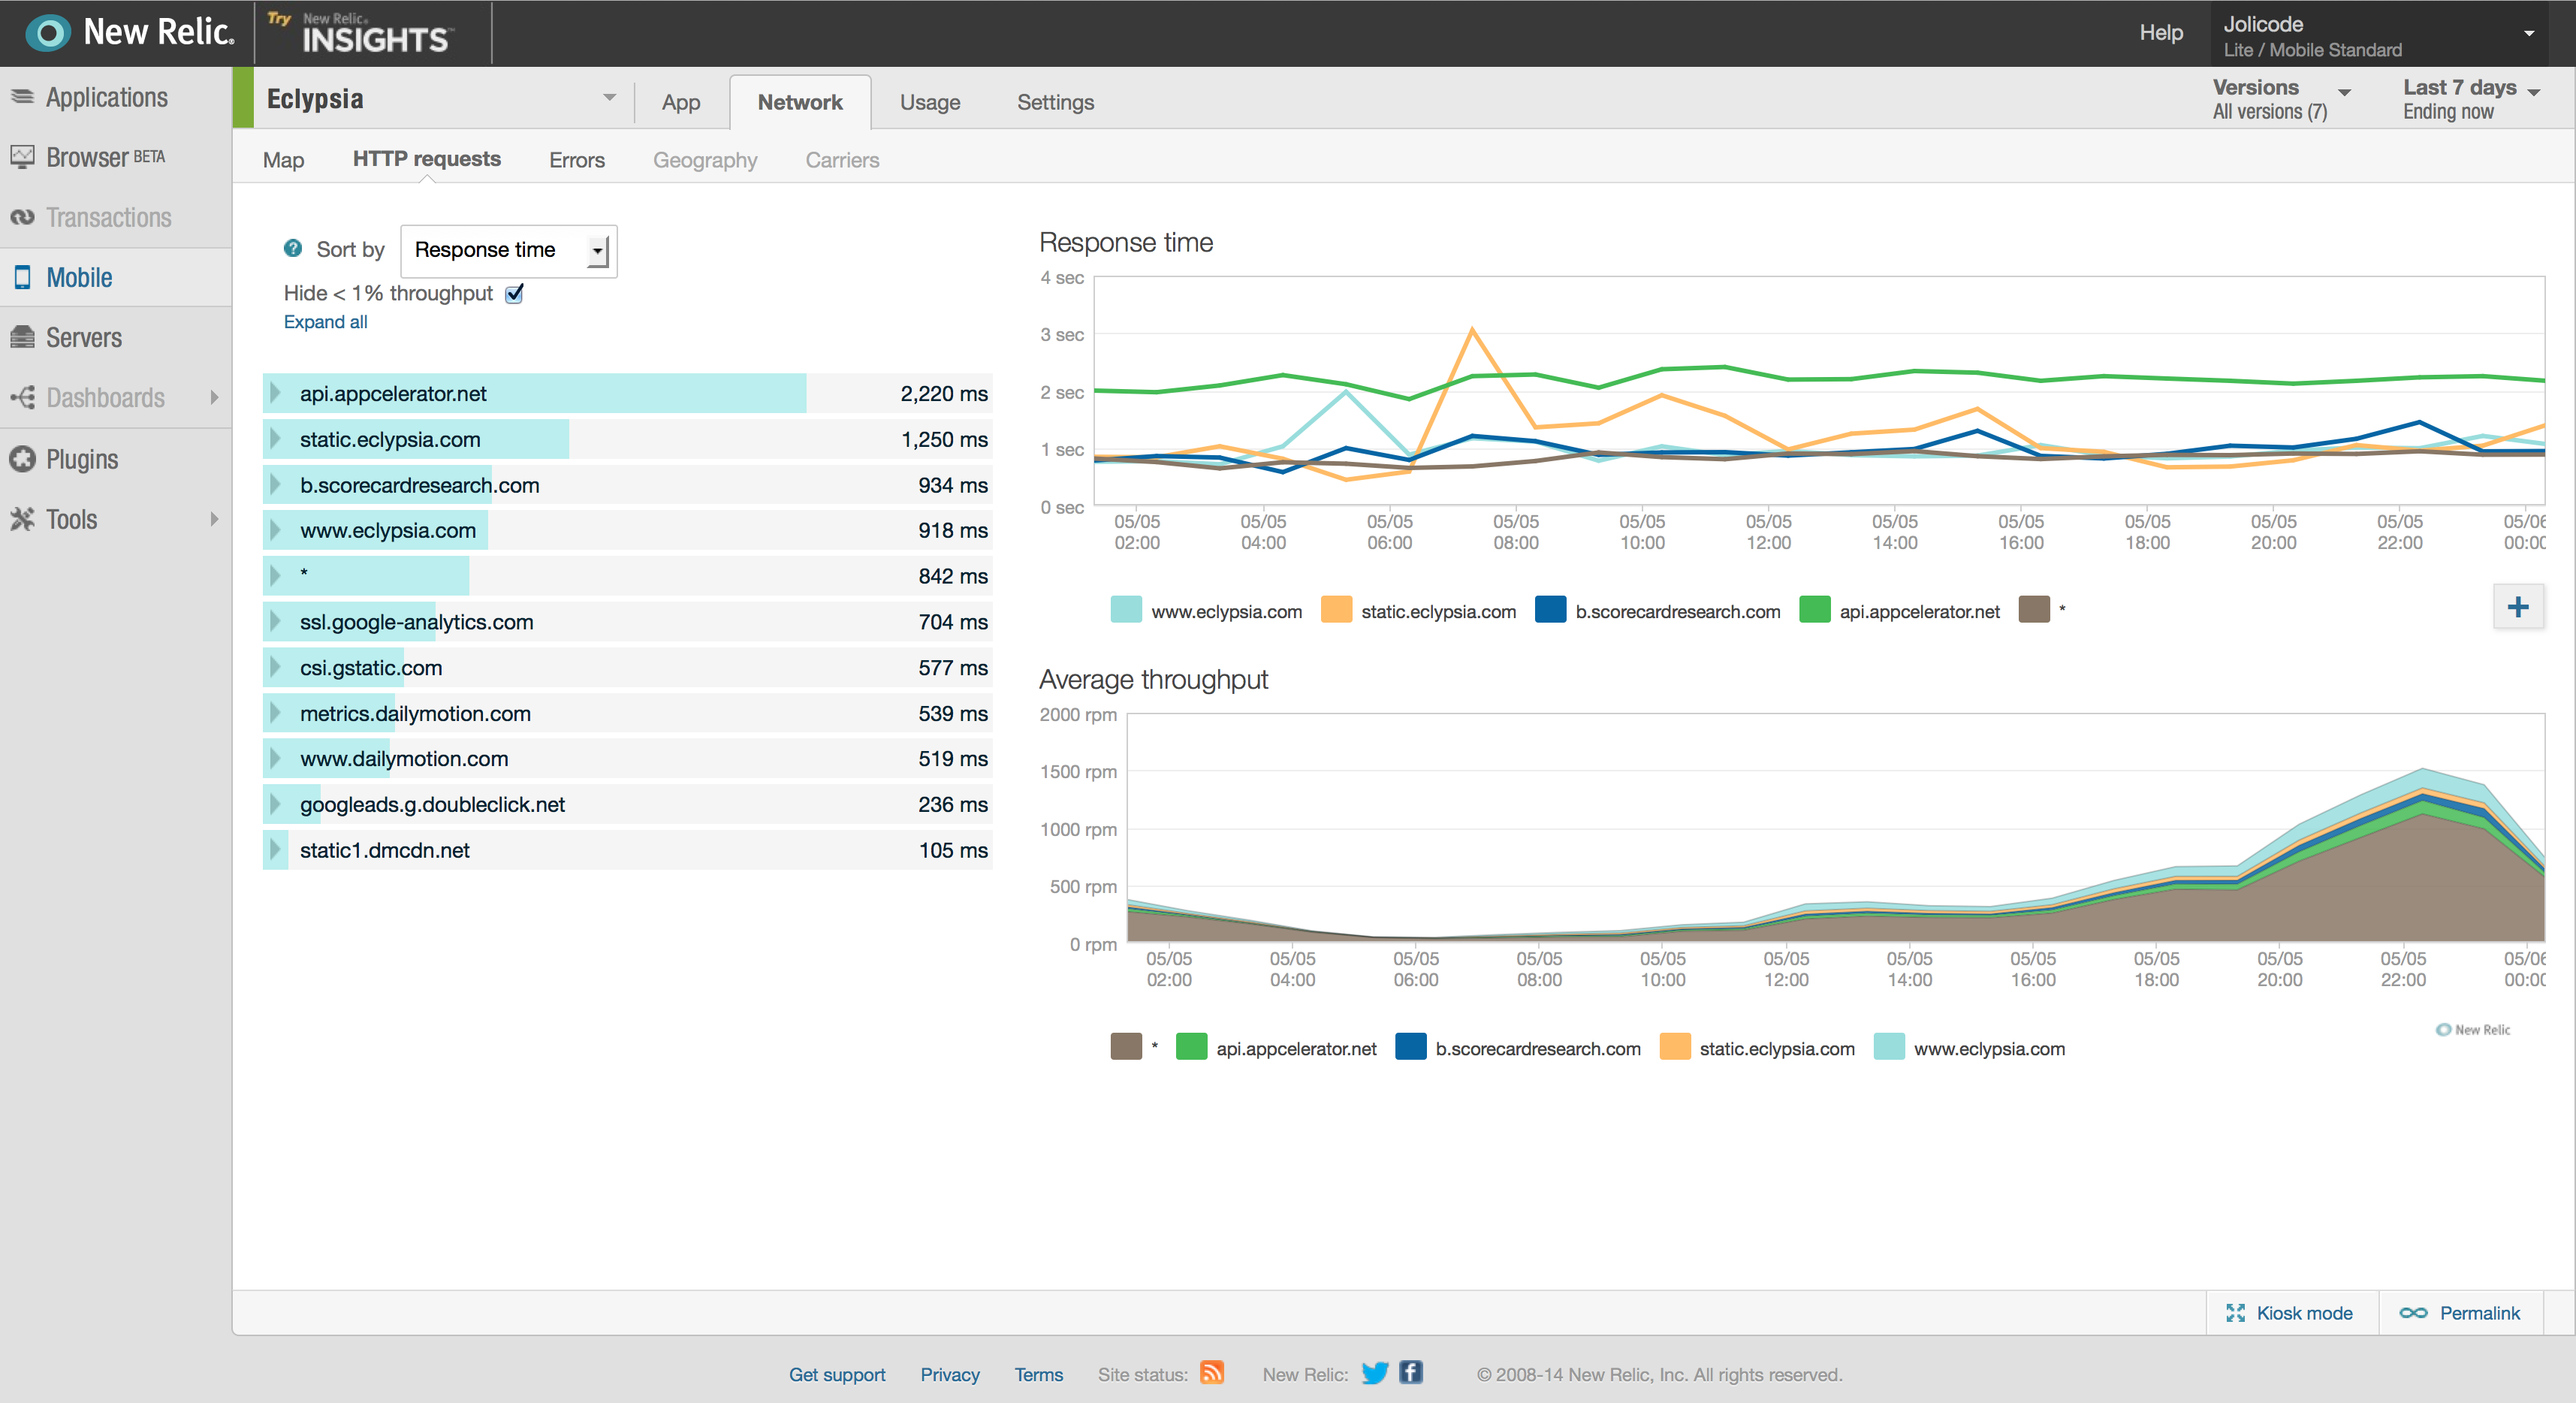 New Relic®
Try New Relic® INSIGHTS™
Help
Jolicode
Lite / Mobile Standard
Applications
Browser BETA
Transactions
Mobile
Servers
Dashboards
Plugins
Tools
Eclypsia
App
Network
Usage
Settings
Versions
All versions (7)
Last 7 days
Ending now
Map
HTTP requests
Errors
Geography
Carriers
? Sort by Response time
Hide < 1% throughput
Expand all
api.appcelerator.net 2,220 ms
static.eclypsia.com 1,250 ms
b.scorecardresearch.com 934 ms
www.eclypsia.com 918 ms
* 842 ms
ssl.google-analytics.com 704 ms
csi.gstatic.com 577 ms
metrics.dailymotion.com 539 ms
www.dailymotion.com 519 ms
googleads.g.doubleclick.net 236 ms
static1.dmcdn.net 105 ms
Response time
4 sec
3 sec
2 sec
1 sec
0 sec
05/05 05/05 05/05 05/05 05/05 05/05 05/05 05/05 05/05 05/05 05/05 05/06
02:00 04:00 06:00 08:00 10:00 12:00 14:00 16:00 18:00 20:00 22:00 00:00
www.eclypsia.com static.eclypsia.com b.scorecardresearch.com api.appcelerator.net *
+
Average throughput
2000 rpm
1500 rpm
1000 rpm
500 rpm
0 rpm
05/05 05/05 05/05 05/05 05/05 05/05 05/05 05/05 05/05 05/05 05/05 05/06
02:00 04:00 06:00 08:00 10:00 12:00 14:00 16:00 18:00 20:00 22:00 00:00
New Relic
* api.appcelerator.net b.scorecardresearch.com static.eclypsia.com www.eclypsia.com
Kiosk mode
Permalink
Get support Privacy Terms Site status: New Relic: © 2008-14 New Relic, Inc. All rights reserved.